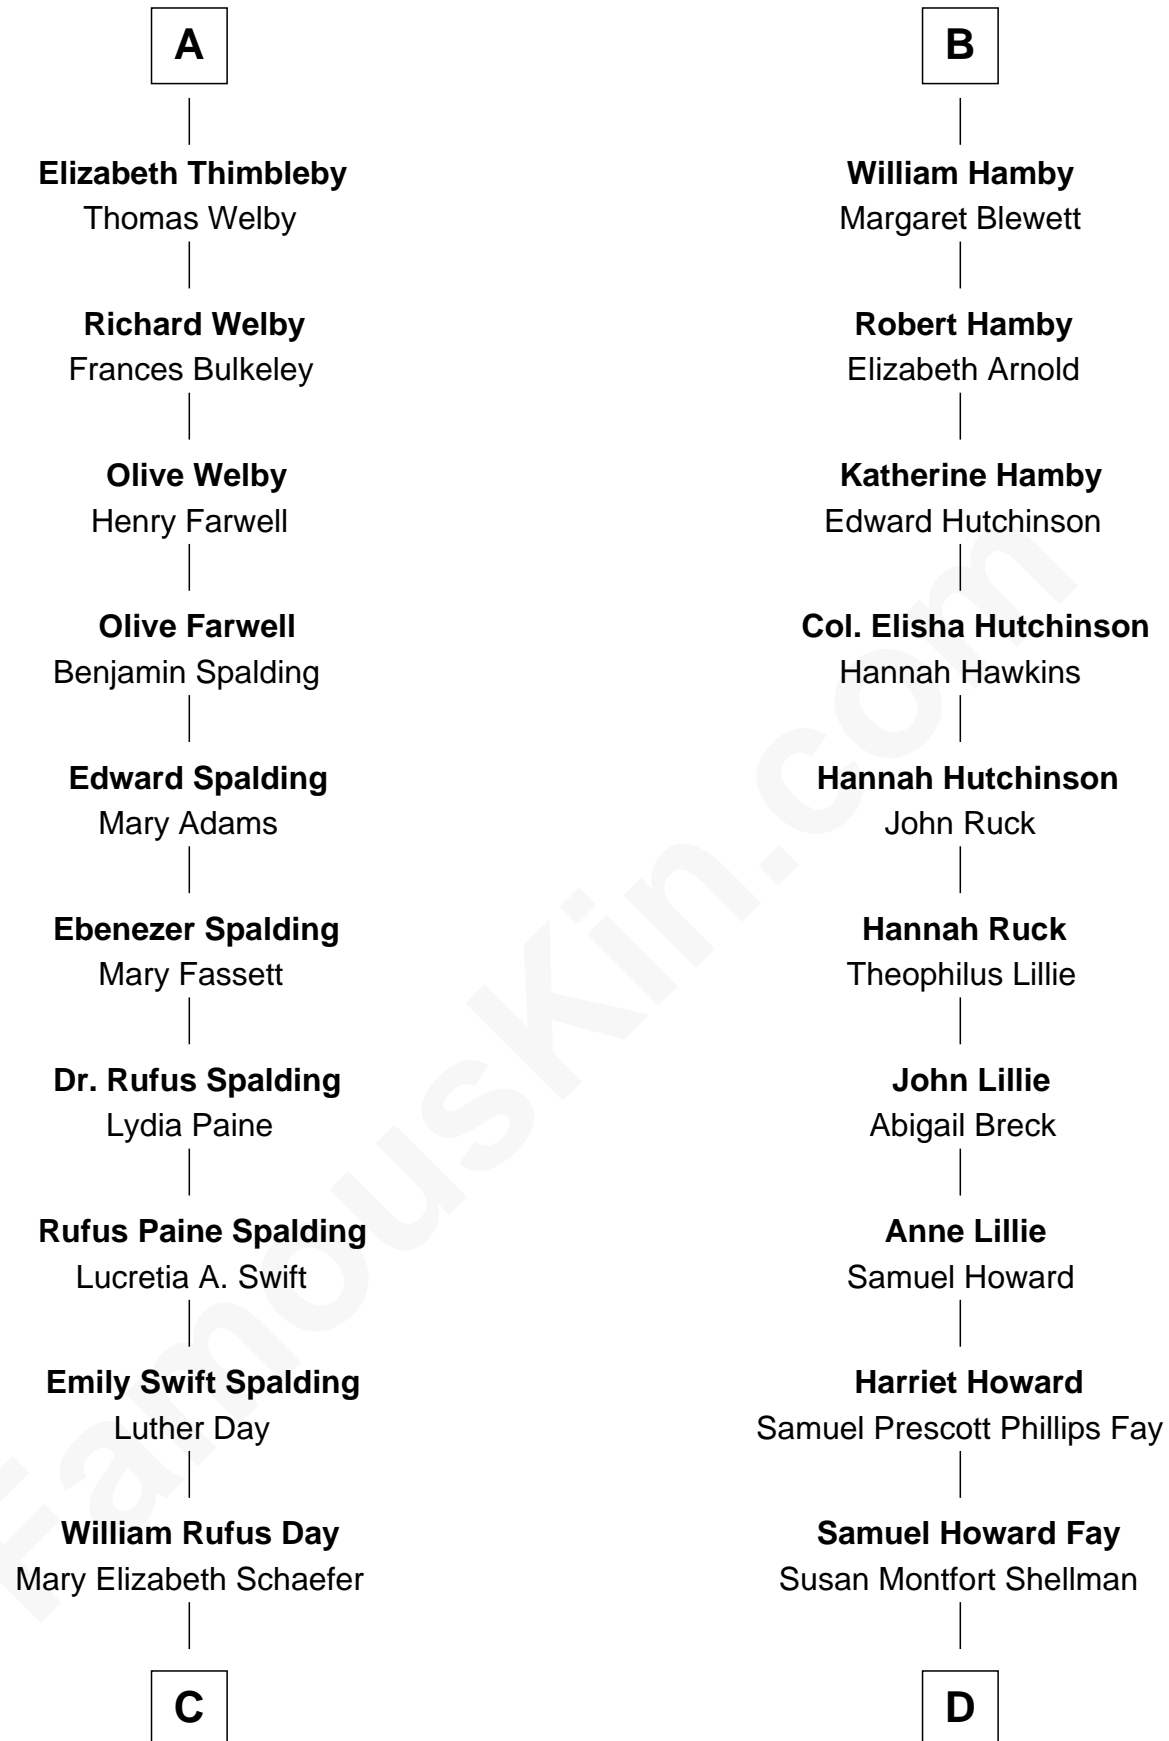 A
Elizabeth Thimbleby
Thomas Welby
Richard Welby
Frances Bulkeley
Olive Welby
Henry Farwell
Olive Farwell
Benjamin Spalding
Edward Spalding
Mary Adams
Ebenezer Spalding
Mary Fassett
Dr. Rufus Spalding
Lydia Paine
Rufus Paine Spalding
Lucretia A. Swift
Emily Swift Spalding
Luther Day
William Rufus Day
Mary Elizabeth Schaefer
C
B
William Hamby
Margaret Blewett
Robert Hamby
Elizabeth Arnold
Katherine Hamby
Edward Hutchinson
Col. Elisha Hutchinson
Hannah Hawkins
Hannah Hutchinson
John Ruck
Hannah Ruck
Theophilus Lillie
John Lillie
Abigail Breck
Anne Lillie
Samuel Howard
Harriet Howard
Samuel Prescott Phillips Fay
Samuel Howard Fay
Susan Montfort Shellman
D
FamousKin.com